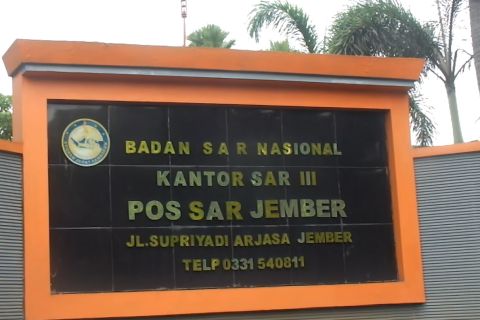 BADAN SAR NASIONAL
KANTOR SAR III
POS SAR JEMBER
JL.SUPRIYADI ARJASA JEMBER
TELP 0331 540811